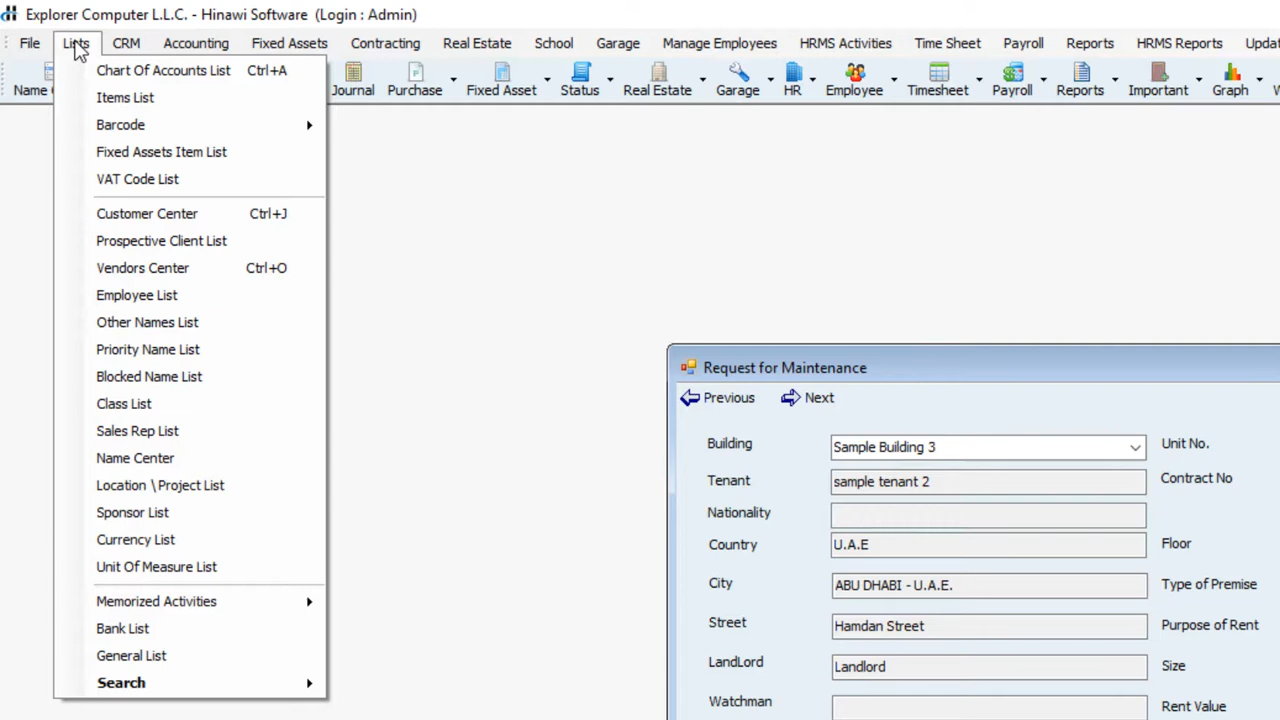 Explorer Computer L.L.C. - Hinawi Software (Login : Admin)
File Lists CRM Accounting Fixed Assets Contracting Real Estate School Garage Manage Employees HRMS Activities Time Sheet Payroll Reports HRMS Reports
Name Journal Purchase Fixed Asset Status Real Estate Garage HR Employee Timesheet Payroll Reports Important Graph
Chart Of Accounts List Ctrl+A
Items List
Barcode
Fixed Assets Item List
VAT Code List
Customer Center Ctrl+J
Prospective Client List
Vendors Center Ctrl+O
Employee List
Other Names List
Priority Name List
Blocked Name List
Class List
Sales Rep List
Name Center
Location \Project List
Sponsor List
Currency List
Unit Of Measure List
Memorized Activities
Bank List
General List
Search
Request for Maintenance
Previous Next
Building Sample Building 3 Unit No.
Tenant sample tenant 2 Contract No
Nationality
Country U.A.E Floor
City ABU DHABI - U.A.E. Type of Premise
Street Hamdan Street Purpose of Rent
LandLord Landlord Size
Watchman Rent Value